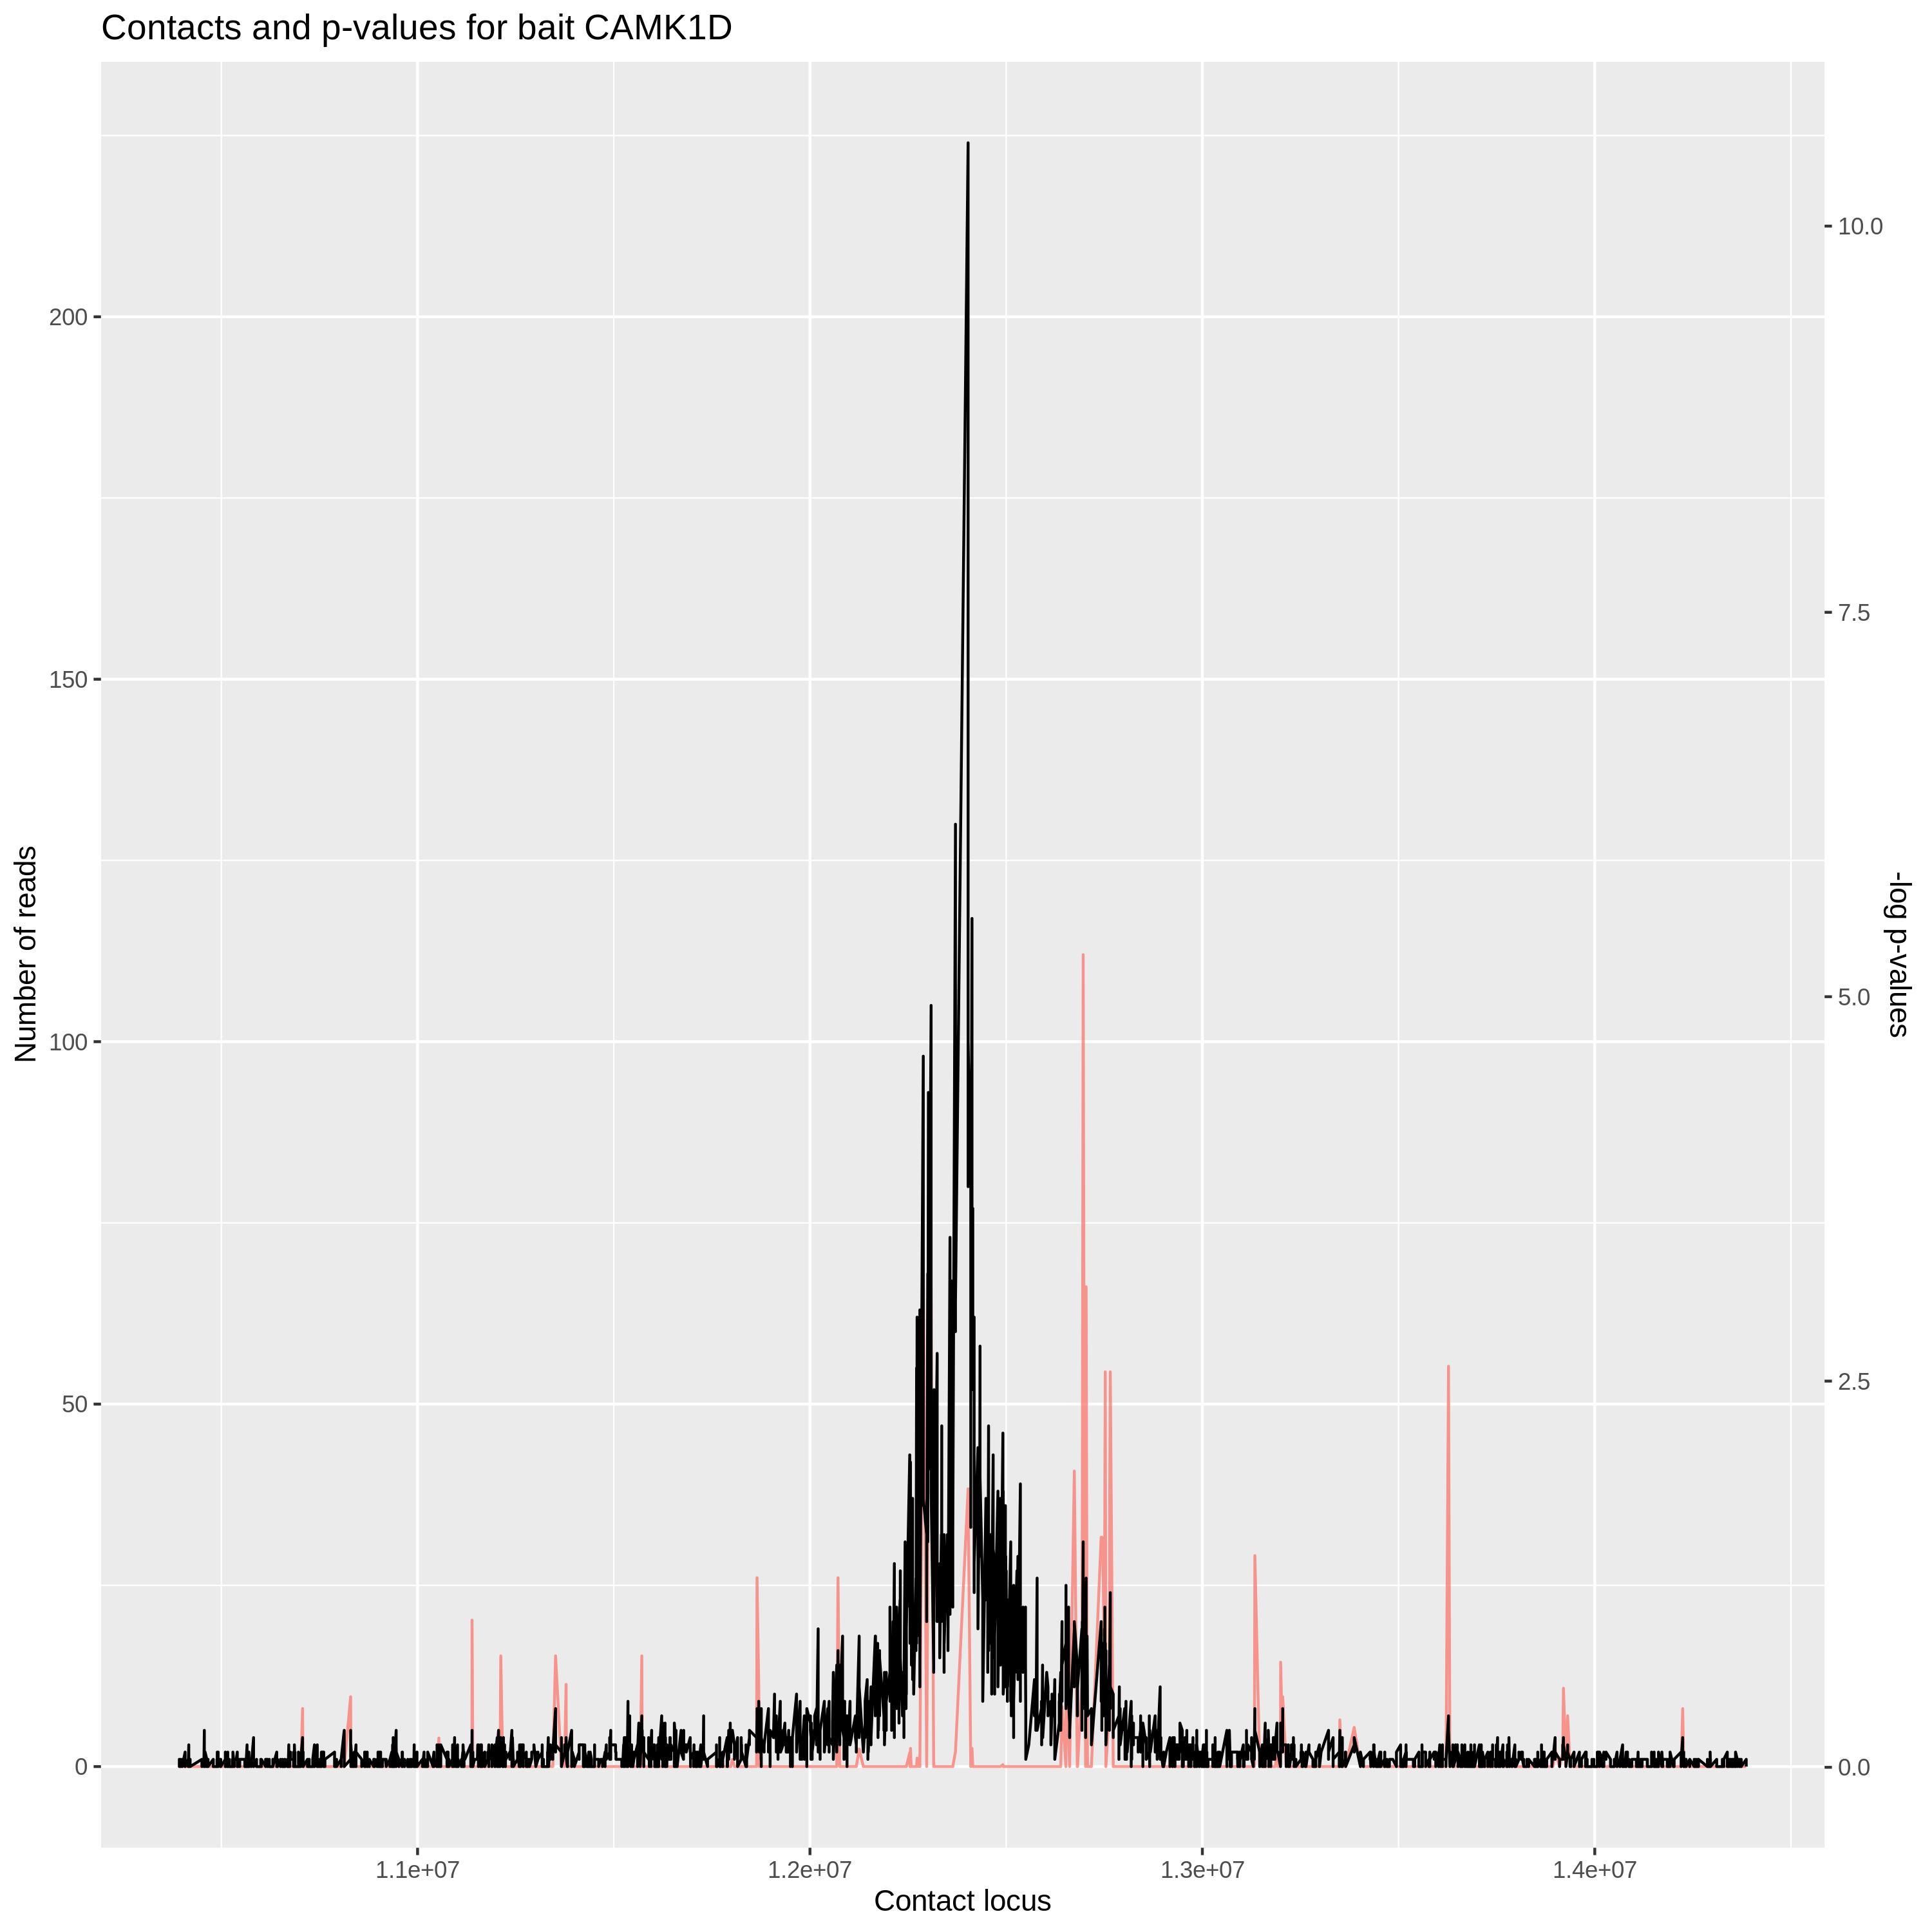 Contacts and p-values for bait CAMK1D
Number of reads
200
150
100
50
0
10.0
7.5
5.0
2.5
0.0
-log p-values
1.1e+07
1.2e+07
1.3e+07
1.4e+07
Contact locus